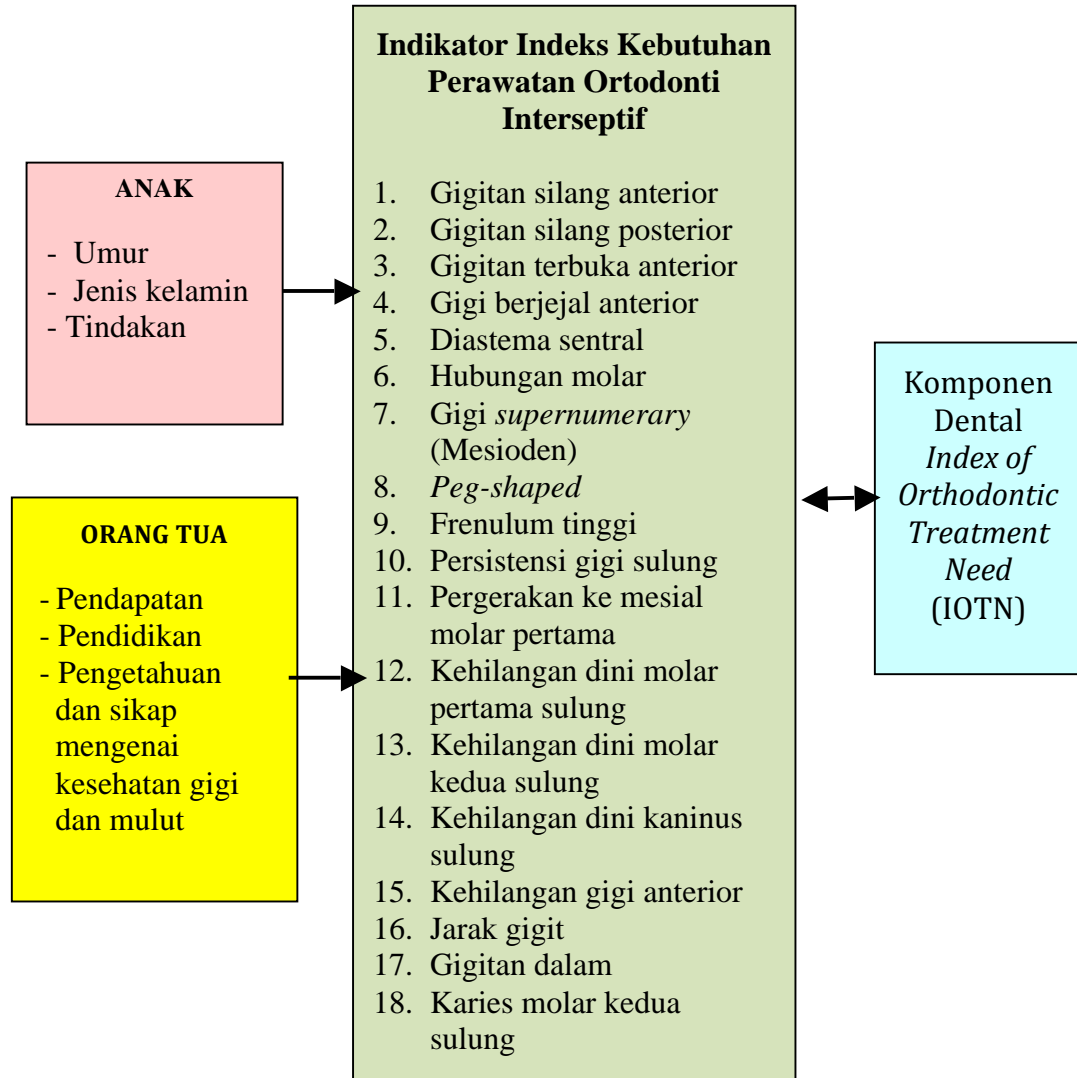 ANAK
- Umur
- Jenis kelamin
- Tindakan
ORANG TUA
- Pendapatan
- Pendidikan
- Pengetahuan
dan sikap
mengenai
kesehatan gigi
dan mulut
Indikator Indeks Kebutuhan
Perawatan Ortodonti
Interseptif
1. Gigitan silang anterior
2. Gigitan silang posterior
3. Gigitan terbuka anterior
4. Gigi berjejal anterior
5. Diastema sentral
6. Hubungan molar
7. Gigi supernumerary
(Mesioden)
8. Peg-shaped
9. Frenulum tinggi
10. Persistensi gigi sulung
11. Pergerakan ke mesial
molar pertama
12. Kehilangan dini molar
pertama sulung
13. Kehilangan dini molar
kedua sulung
14. Kehilangan dini kaninus
sulung
15. Kehilangan gigi anterior
16. Jarak gigit
17. Gigitan dalam
18. Karies molar kedua
sulung
Komponen
Dental
Index of
Orthodontic
Treatment
Need
(IOTN)